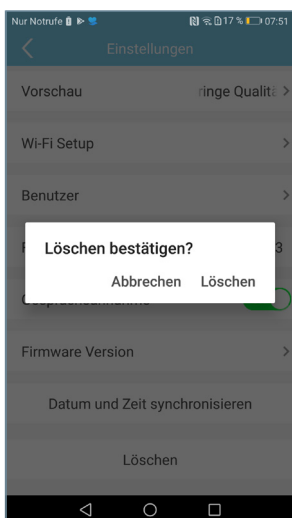 Nur Notrufe 17 % 07:51
Einstellungen
Vorschau ringe Qualitä
Wi-Fi Setup
Benutzer
Löschen bestätigen?
3
Abbrechen Löschen
Firmware Version
Datum und Zeit synchronisieren
Löschen